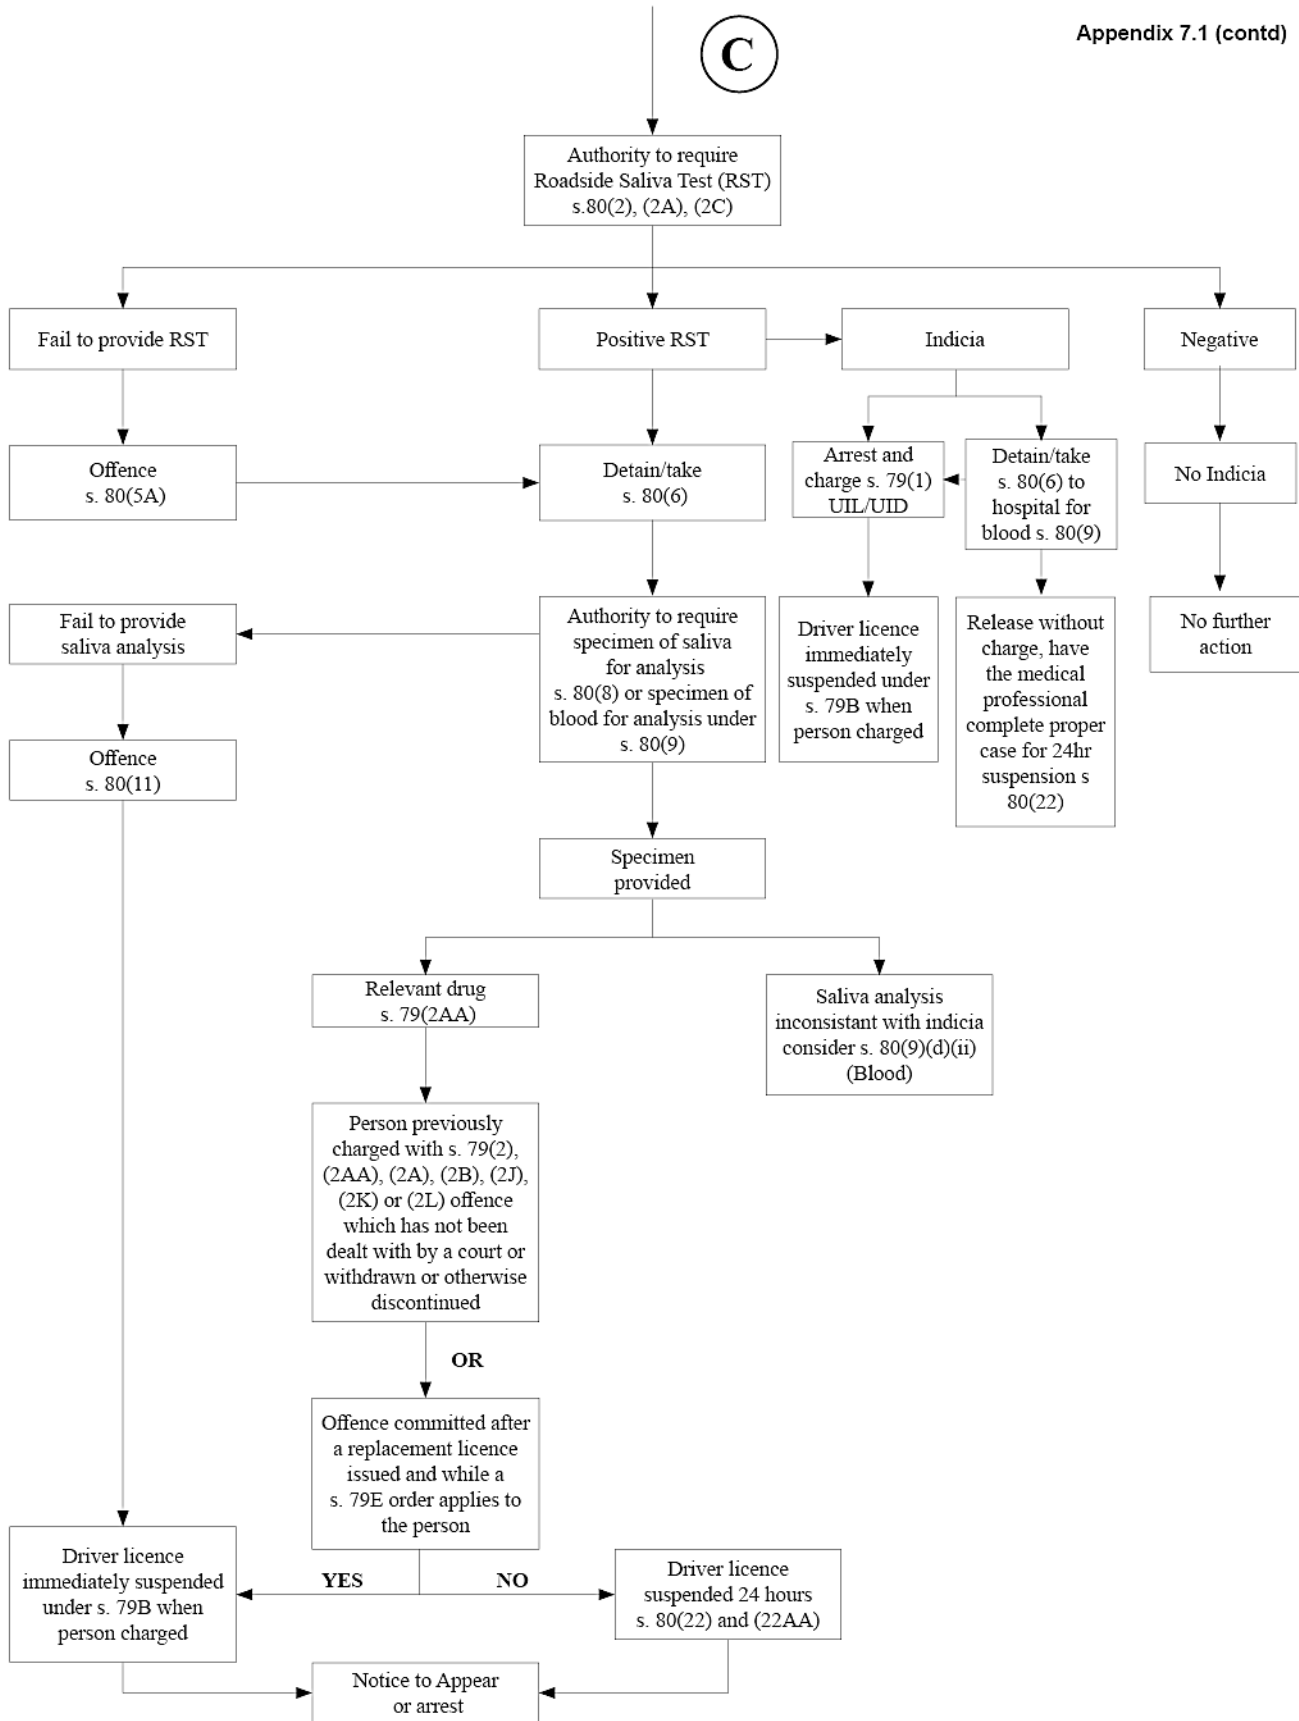 Appendix 7.1 (contd)
C
Authority to require
Roadside Saliva Test (RST)
s.80(2), (2A), (2C)
Fail to provide RST
Positive RST
Indicia
Negative
Offence
s. 80(5A)
Detain/take
s. 80(6)
Arrest and
charge s. 79(1)
UIL/UID
Detain/take
s. 80(6) to
hospital for
blood s. 80(9)
No Indicia
Fail to provide
saliva analysis
Authority to require
specimen of saliva
for analysis
s. 80(8) or specimen of
blood for analysis under
s. 80(9)
Driver licence
immediately
suspended under
s. 79B when
person charged
Release without
charge, have
the medical
professional
complete proper
case for 24hr
suspension s
80(22)
No further
action
Offence
s. 80(11)
Specimen
provided
Relevant drug
s. 79(2AA)
Saliva analysis
inconsistant with indicia
consider s. 80(9)(d)(ii)
(Blood)
Person previously
charged with s. 79(2),
(2AA), (2A), (2B), (2J),
(2K) or (2L) offence
which has not been
dealt with by a court or
withdrawn or otherwise
discontinued
OR
Offence committed after
a replacement licence
issued and while a
s. 79E order applies to
the person
Driver licence
immediately suspended
under s. 79B when
person charged
YES
NO
Driver licence
suspended 24 hours
s. 80(22) and (22AA)
Notice to Appear
or arrest